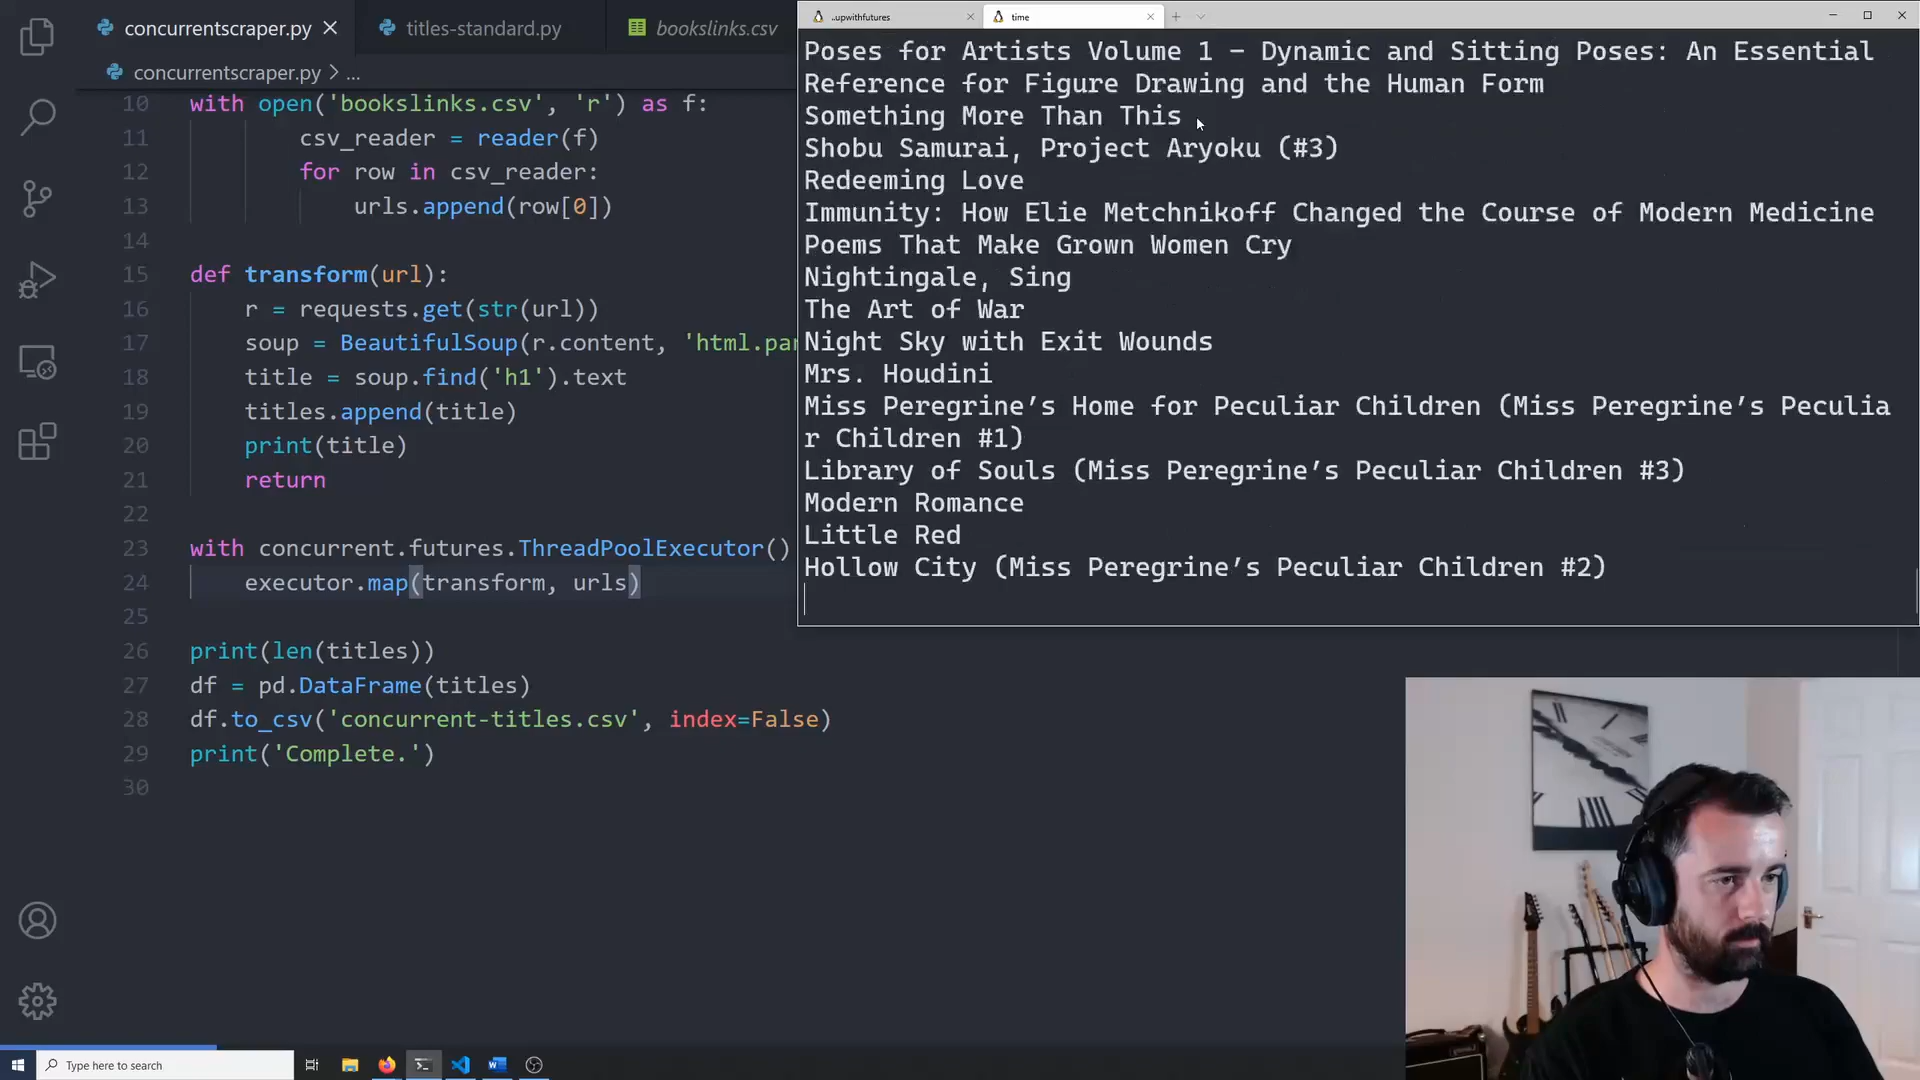 concurrentscraper.py
titles-standard.py
bookslinks.csv
concurrentscraper.py > ...
10 with open('bookslinks.csv', 'r') as f:
11 csv_reader = reader(f)
12 for row in csv_reader:
13 urls.append(row[0])
14
15 def transform(url):
16 r = requests.get(str(url))
17 soup = BeautifulSoup(r.content, 'html.par
18 title = soup.find('h1').text
19 titles.append(title)
20 print(title)
21 return
22
23 with concurrent.futures.ThreadPoolExecutor()
24 executor.map(transform, urls)
25
26 print(len(titles))
27 df = pd.DataFrame(titles)
28 df.to_csv('concurrent-titles.csv', index=False)
29 print('Complete.')
30
..upwithfutures
time
Poses for Artists Volume 1 – Dynamic and Sitting Poses: An Essential
Reference for Figure Drawing and the Human Form
Something More Than This
Shobu Samurai, Project Aryoku (#3)
Redeeming Love
Immunity: How Elie Metchnikoff Changed the Course of Modern Medicine
Poems That Make Grown Women Cry
Nightingale, Sing
The Art of War
Night Sky with Exit Wounds
Mrs. Houdini
Miss Peregrine’s Home for Peculiar Children (Miss Peregrine’s Peculia
r Children #1)
Library of Souls (Miss Peregrine’s Peculiar Children #3)
Modern Romance
Little Red
Hollow City (Miss Peregrine’s Peculiar Children #2)
Type here to search